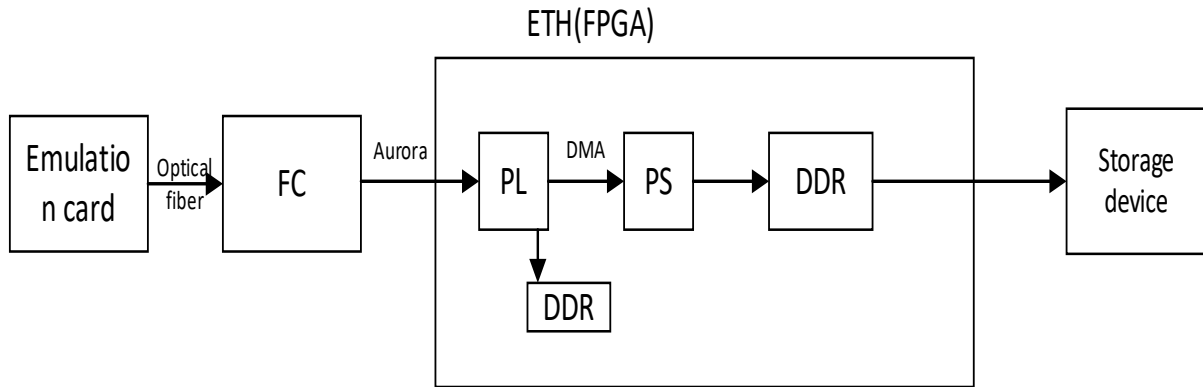 ETH(FPGA)
Emulatio
n card
Optical
fiber
FC
Aurora
PL
DMA
PS
DDR
DDR
Storage
device